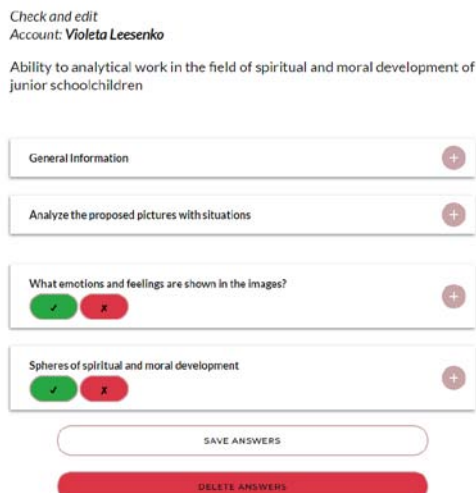 Check and edit
Account: Violeta Leesenko
Ability to analytical work in the field of spiritual and moral development of
junior schoolchildren
General Information
+
Analyze the proposed pictures with situations
+
What emotions and feelings are shown in the images?
✓ ✗
+
Spheres of spiritual and moral development
✓ ✗
+
SAVE ANSWERS
DELETE ANSWERS